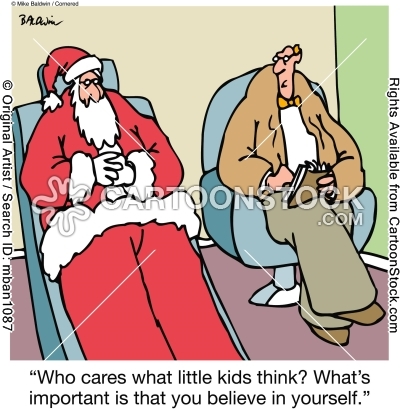 © Mike Baldwin / Cornered
BALDWIN
© Original Artist / Search ID: mban1087
Rights Available from CartoonStock.com
CARTOONSTOCK
.COM
“Who cares what little kids think? What’s
important is that you believe in yourself.”